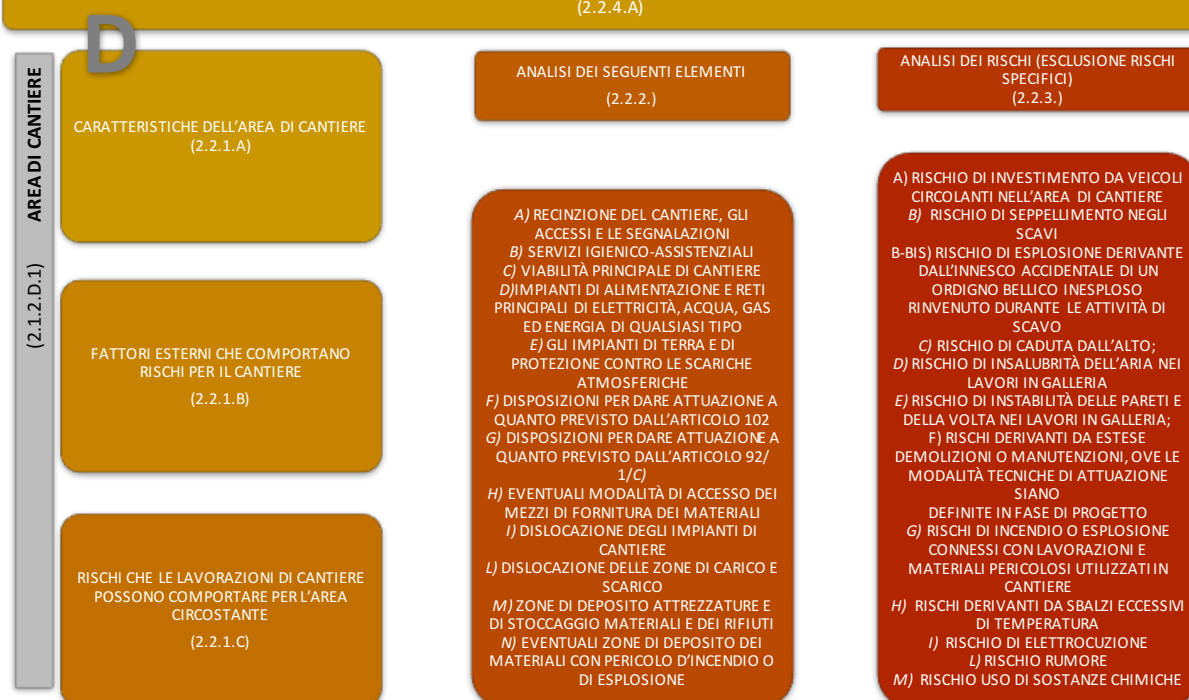 (2.2.4.A)
D
AREA DI CANTIERE
(2.1.2.D.1)
CARATTERISTICHE DELL'AREA DI CANTIERE
(2.2.1.A)
FATTORI ESTERNI CHE COMPORTANO
RISCHI PER IL CANTIERE
(2.2.1.B)
RISCHI CHE LE LAVORAZIONI DI CANTIERE
POSSONO COMPORTARE PER L'AREA
CIRCOSTANTE
(2.2.1.C)
ANALISI DEI SEGUENTI ELEMENTI
(2.2.2.)
A) RECINZIONE DEL CANTIERE, GLI
ACCESSI E LE SEGNALAZIONI
B) SERVIZI IGIENICO-ASSISTENZIALI
C) VIABILITÀ PRINCIPALE DI CANTIERE
D)IMPIANTI DI ALIMENTAZIONE E RETI
PRINCIPALI DI ELETTRICITÀ, ACQUA, GAS
ED ENERGIA DI QUALSIASI TIPO
E) GLI IMPIANTI DI TERRA E DI
PROTEZIONE CONTRO LE SCARICHE
ATMOSFERICHE
F) DISPOSIZIONI PER DARE ATTUAZIONE A
QUANTO PREVISTO DALL'ARTICOLO 102
G) DISPOSIZIONI PER DARE ATTUAZIONE A
QUANTO PREVISTO DALL'ARTICOLO 92/
1/C)
H) EVENTUALI MODALITÀ DI ACCESSO DEI
MEZZI DI FORNITURA DEI MATERIALI
I) DISLOCAZIONE DEGLI IMPIANTI DI
CANTIERE
L) DISLOCAZIONE DELLE ZONE DI CARICO E
SCARICO
M) ZONE DI DEPOSITO ATTREZZATURE E
DI STOCCAGGIO MATERIALI E DEI RIFIUTI
N) EVENTUALI ZONE DI DEPOSITO DEI
MATERIALI CON PERICOLO D'INCENDIO O
DI ESPLOSIONE
ANALISI DEI RISCHI (ESCLUSIONE RISCHI
SPECIFICI)
(2.2.3.)
A) RISCHIO DI INVESTIMENTO DA VEICOLI
CIRCOLANTI NELL'AREA DI CANTIERE
B) RISCHIO DI SEPPELLIMENTO NEGLI
SCAVI
B-BIS) RISCHIO DI ESPLOSIONE DERIVANTE
DALL'INNESCO ACCIDENTALE DI UN
ORDIGNO BELLICO INESPLOSO
RINVENUTO DURANTE LE ATTIVITÀ DI
SCAVO
C) RISCHIO DI CADUTA DALL'ALTO;
D) RISCHIO DI INSALUBRITÀ DELL'ARIA NEI
LAVORI IN GALLERIA
E) RISCHIO DI INSTABILITÀ DELLE PARETI E
DELLA VOLTA NEI LAVORI IN GALLERIA;
F) RISCHI DERIVANTI DA ESTESE
DEMOLIZIONI O MANUTENZIONI, OVE LE
MODALITÀ TECNICHE DI ATTUAZIONE
SIANO
DEFINITE IN FASE DI PROGETTO
G) RISCHI DI INCENDIO O ESPLOSIONE
CONNESSI CON LAVORAZIONI E
MATERIALI PERICOLOSI UTILIZZATI IN
CANTIERE
H) RISCHI DERIVANTI DA SBALZI ECCESSIVI
DI TEMPERATURA
I) RISCHIO DI ELETTROCUZIONE
L) RISCHIO RUMORE
M) RISCHIO USO DI SOSTANZE CHIMICHE